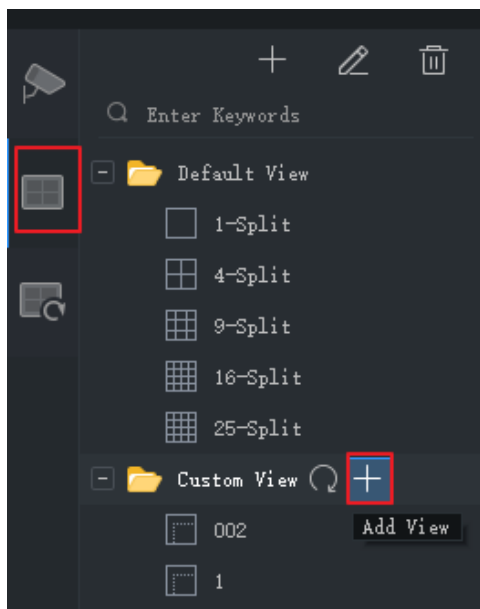 Enter Keywords
Default View
1-Split
4-Split
9-Split
16-Split
25-Split
Custom View
Add View
002
1